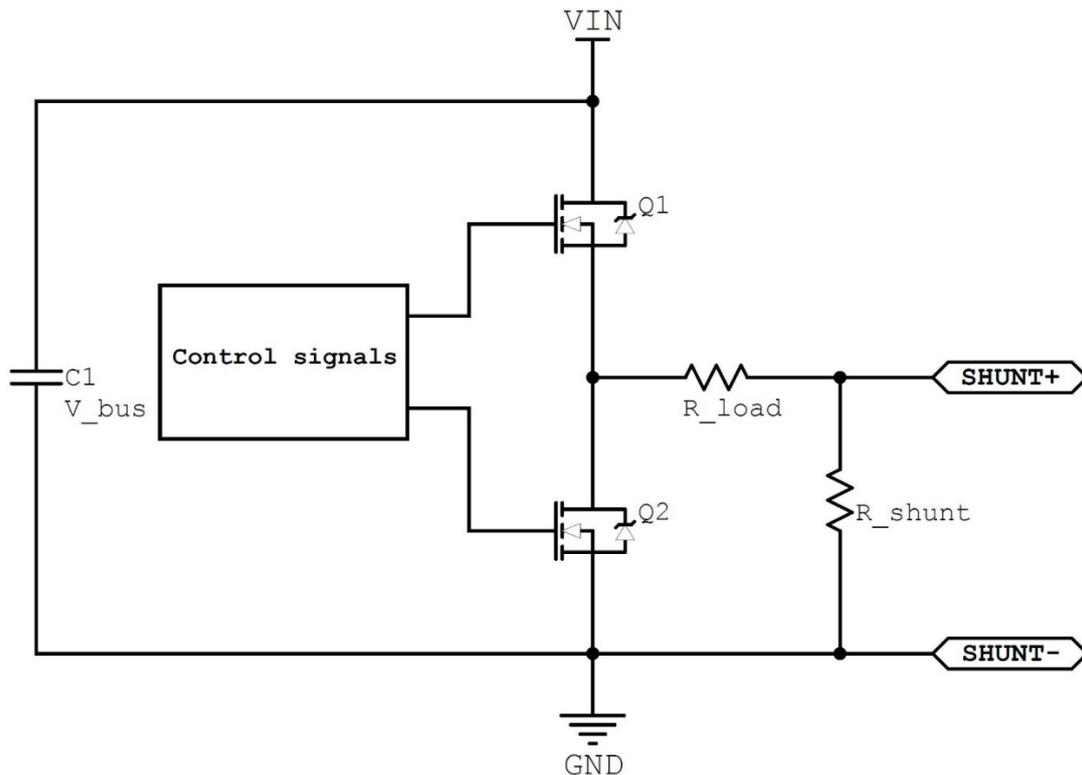 VIN
Q1
Control signals
C1
V_bus
R_load
SHUNT+
Q2
R_shunt
SHUNT-
GND